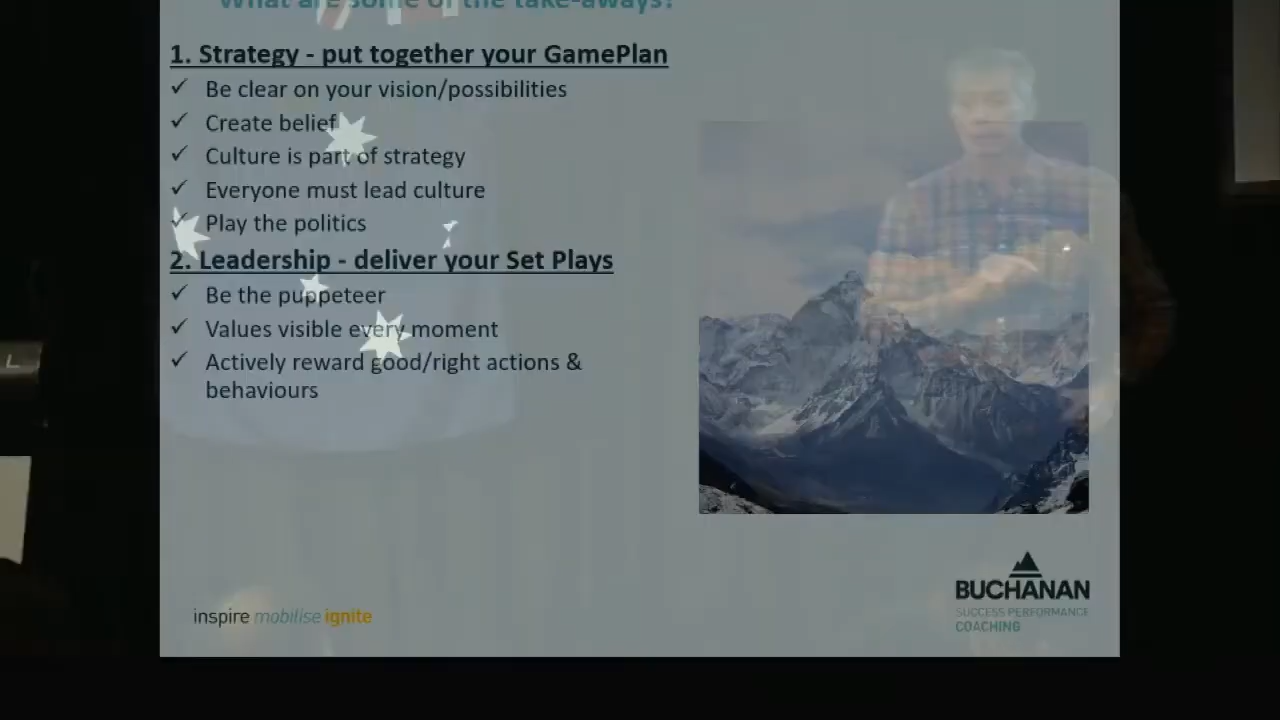 What are some of the take-aways?
1. Strategy - put together your GamePlan
Be clear on your vision/possibilities
Create belief
Culture is part of strategy
Everyone must lead culture
Play the politics
2. Leadership - deliver your Set Plays
Be the puppeteer
Values visible every moment
Actively reward good/right actions &
behaviours
inspire mobilise ignite
BUCHANAN
SUCCESS PERFORMANCE
COACHING